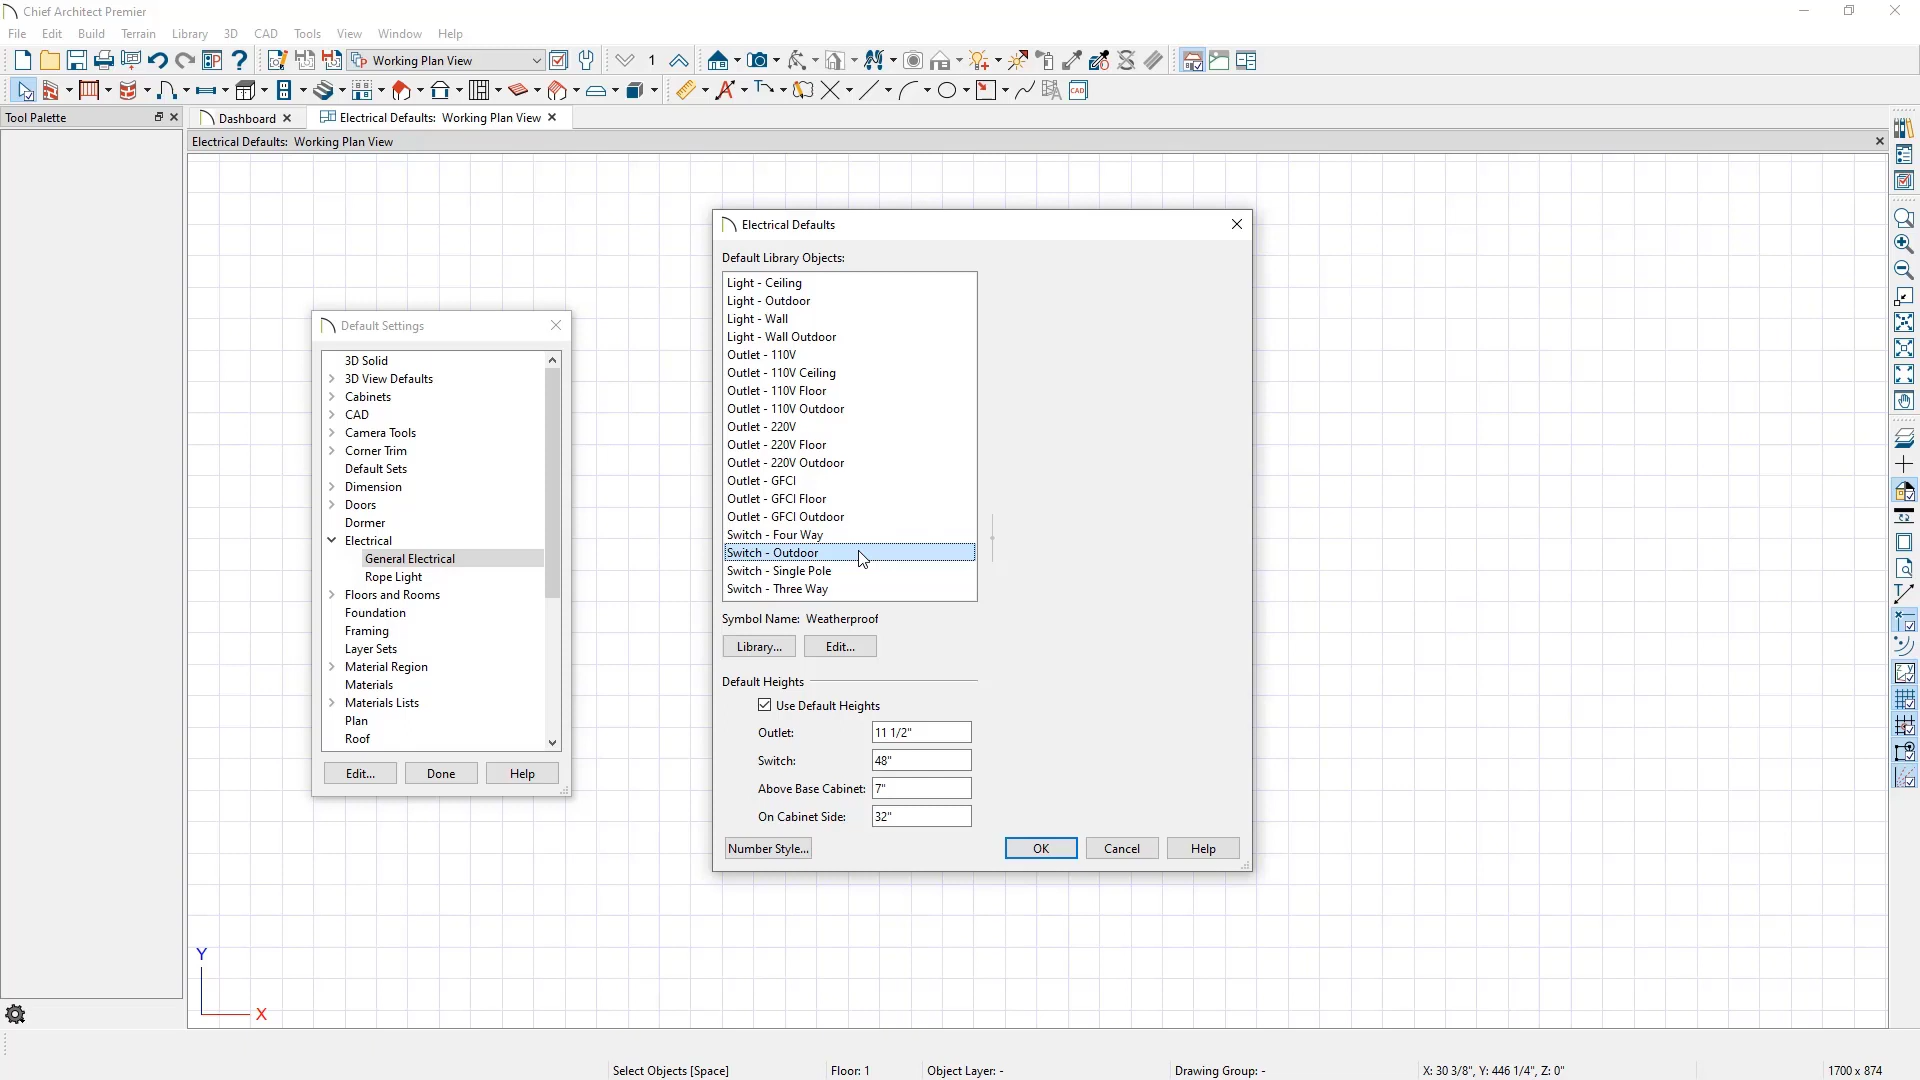 Chief Architect Premier
File Edit Build Terrain Library 3D CAD Tools View Window Help
Working Plan View
1
CAD
Tool Palette
Dashboard
Electrical Defaults: Working Plan View
Electrical Defaults: Working Plan View
Default Settings
3D Solid
3D View Defaults
Cabinets
CAD
Camera Tools
Corner Trim
Default Sets
Dimension
Doors
Dormer
Electrical
General Electrical
Rope Light
Floors and Rooms
Foundation
Framing
Layer Sets
Material Region
Materials
Materials Lists
Plan
Roof
Edit... Done Help
Electrical Defaults
Default Library Objects:
Light - Ceiling
Light - Outdoor
Light - Wall
Light - Wall Outdoor
Outlet - 110V
Outlet - 110V Ceiling
Outlet - 110V Floor
Outlet - 110V Outdoor
Outlet - 220V
Outlet - 220V Floor
Outlet - 220V Outdoor
Outlet - GFCI
Outlet - GFCI Floor
Outlet - GFCI Outdoor
Switch - Four Way
Switch - Outdoor
Switch - Single Pole
Switch - Three Way
Symbol Name: Weatherproof
Library... Edit...
Default Heights
Use Default Heights
Outlet: 11 1/2"
Switch: 48"
Above Base Cabinet: 7"
On Cabinet Side: 32"
Number Style... OK Cancel Help
Y
X
Select Objects [Space] Floor: 1 Object Layer: - Drawing Group: - X: 30 3/8", Y: 446 1/4", Z: 0" 1700 x 874